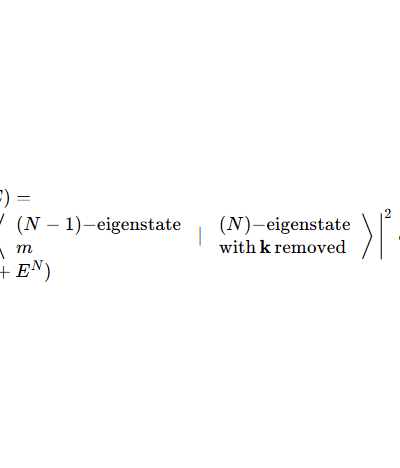 ) =
⟨ (N − 1)−eigenstate | (N)−eigenstate ⟩|²
m with k removed
+ E^N)